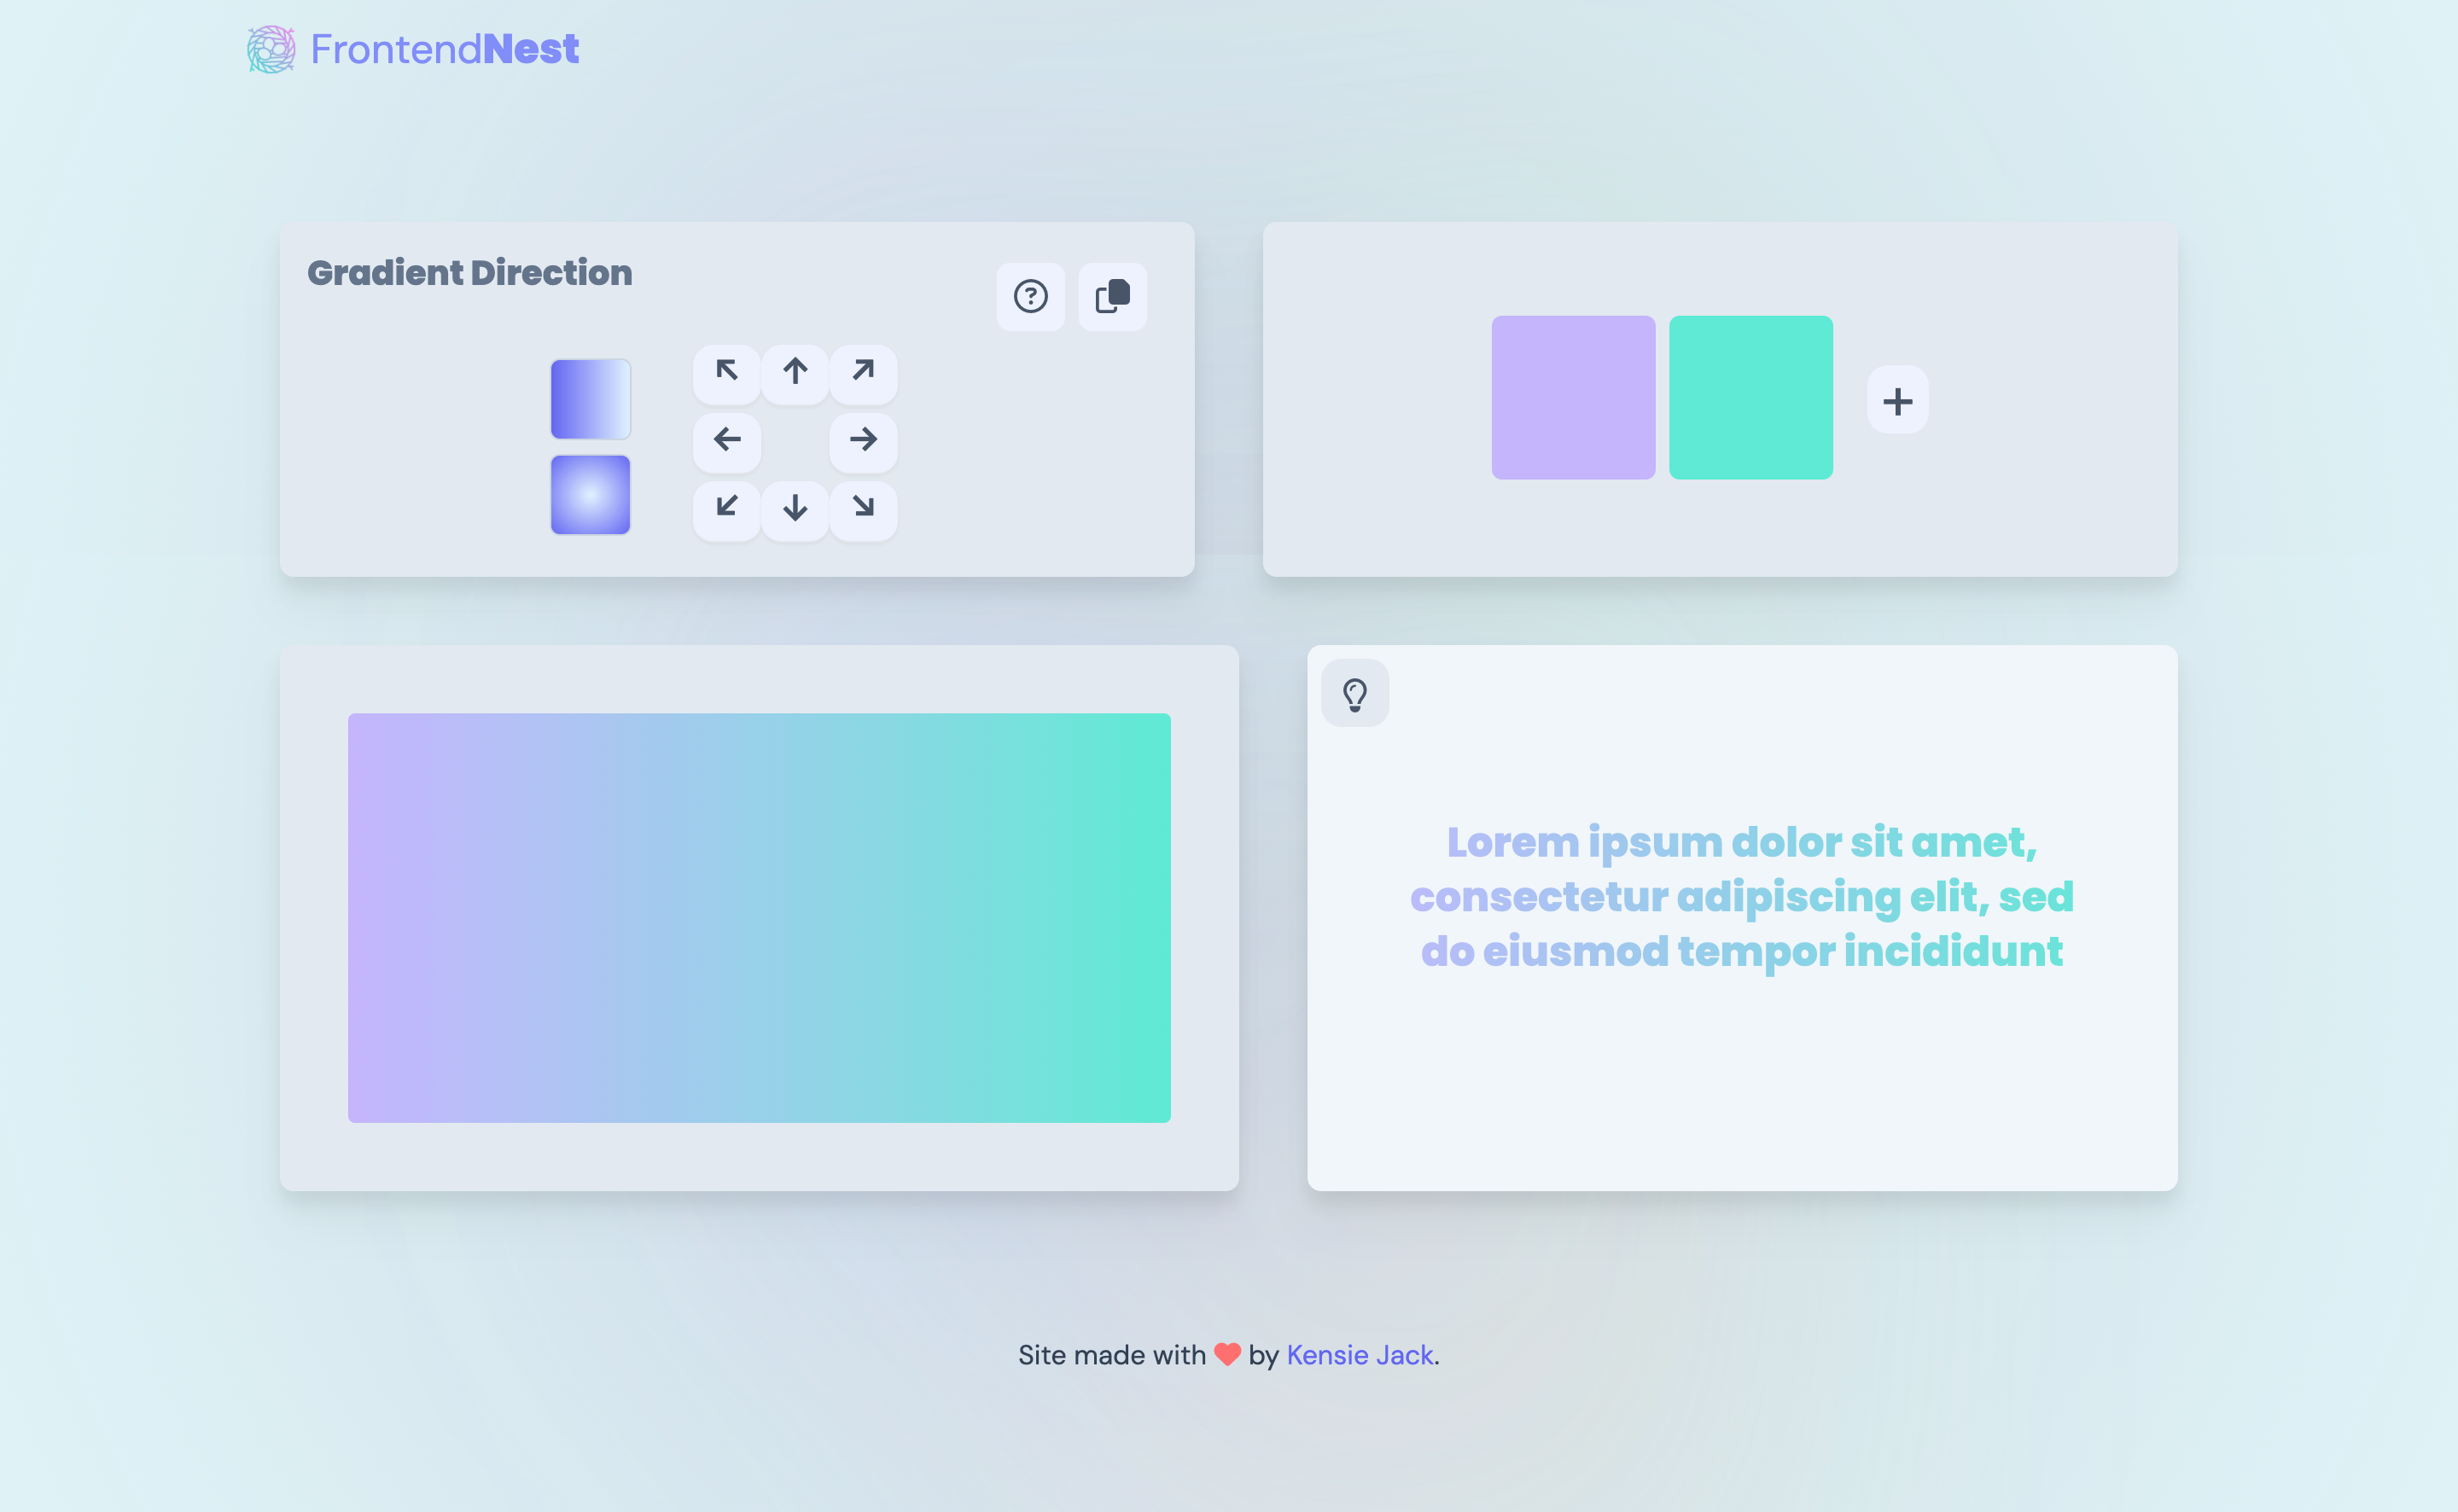 FrontendNest
Gradient Direction
Lorem ipsum dolor sit amet,
consectetur adipiscing elit, sed
do eiusmod tempor incididunt
Site made with ❤ by Kensie Jack.